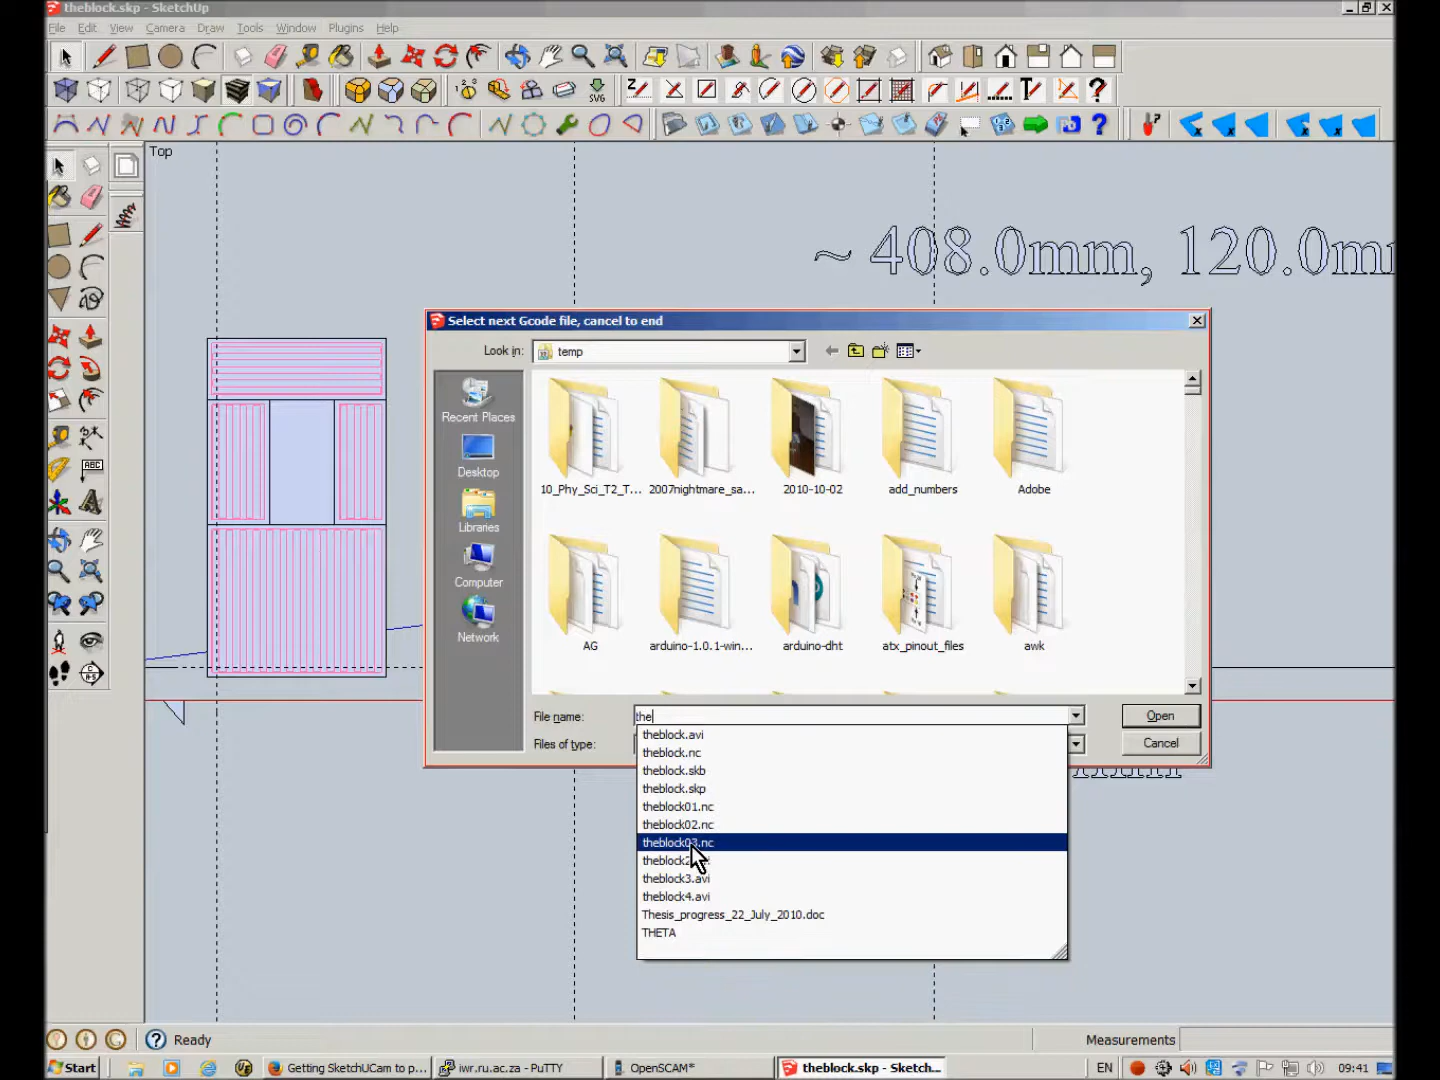 theblock.skp - SketchUp
File Edit View Camera Draw Tools Window Plugins Help
SVG
Top
~ 408.0mm, 120.0m
ABC
Select next Gcode file, cancel to end
Look in: temp
Recent Places
Desktop
Libraries
Computer
Network
10_Phy_Sci_T2_T... 2007nightmare_sa... 2010-10-02 add_numbers Adobe
AG arduino-1.0.1-win... arduino-dht atx_pinout_files awk
File name: the Open
Files of type: Cancel
theblock.avi
theblock.nc
theblock.skb
theblock.skp
theblock01.nc
theblock02.nc
theblock03.nc
theblock2
theblock3.avi
theblock4.avi
Thesis_progress_22_July_2010.doc
THETA
Ready Measurements
Start Getting SketchUCam to p... iwr.ru.ac.za - PuTTY OpenSCAM* theblock.skp - Sketch... EN 09:41